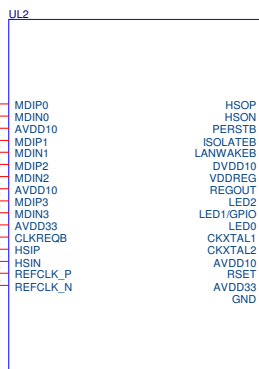 UL2
MDIP0
MDIN0
AVDD10
MDIP1
MDIN1
MDIP2
MDIN2
AVDD10
MDIP3
MDIN3
AVDD33
CLKREQB
HSIP
HSIN
REFCLK_P
REFCLK_N
HSOP
HSON
PERSTB
ISOLATEB
LANWAKEB
DVDD10
VDDREG
REGOUT
LED2
LED1/GPIO
LED0
CKXTAL1
CKXTAL2
AVDD10
RSET
AVDD33
GND